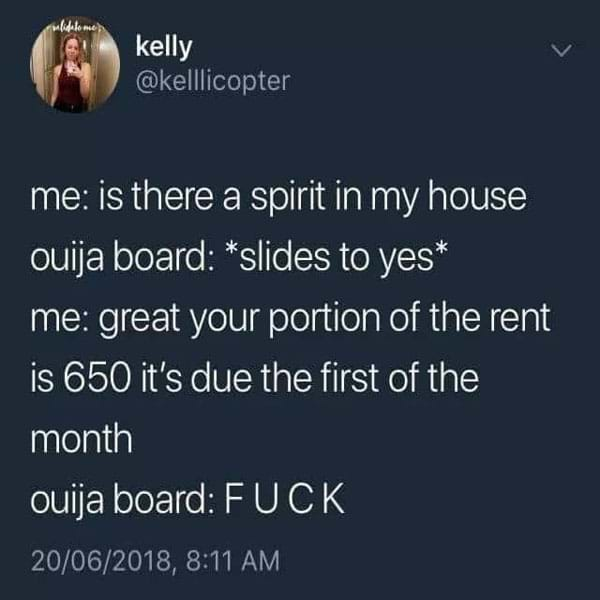 validate me
kelly
@kelllicopter
me: is there a spirit in my house
ouija board: *slides to yes*
me: great your portion of the rent
is 650 it's due the first of the
month
ouija board: F U C K
20/06/2018, 8:11 AM